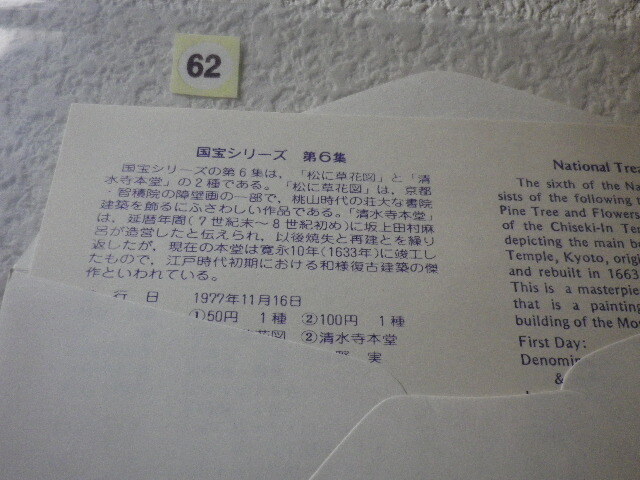 62
国宝シリーズ 第6集
国宝シリーズの第6集は，「松に草花図」と「清
水寺本堂」の2種である。「松に草花図」は，京都
・智積院の障壁画の一部で，桃山時代の荘大な書院
建築を飾るにふさわしい作品である。「清水寺本堂」
は，延暦年間（7世紀末〜8世紀初め）に坂上田村麻
呂が造営したと伝えられ，以後焼失と再建とを繰り
返したが，現在の本堂は寛永10年（1633年）に竣工し
たもので，江戸時代初期における和様復古建築の傑
作といわれている。
行 日 1977年11月16日
①50円 1種 ②100円 1種
花図 ②清水寺本堂
実
National Trea
The sixth of the Na
sists of the following
Pine Tree and Flowers
of the Chiseki-In Te
depicting the main b
Temple, Kyoto, origi
and rebuilt in 1663
This is a masterpie
that is a painting
building of the Mo
First Day:
Denomin
&